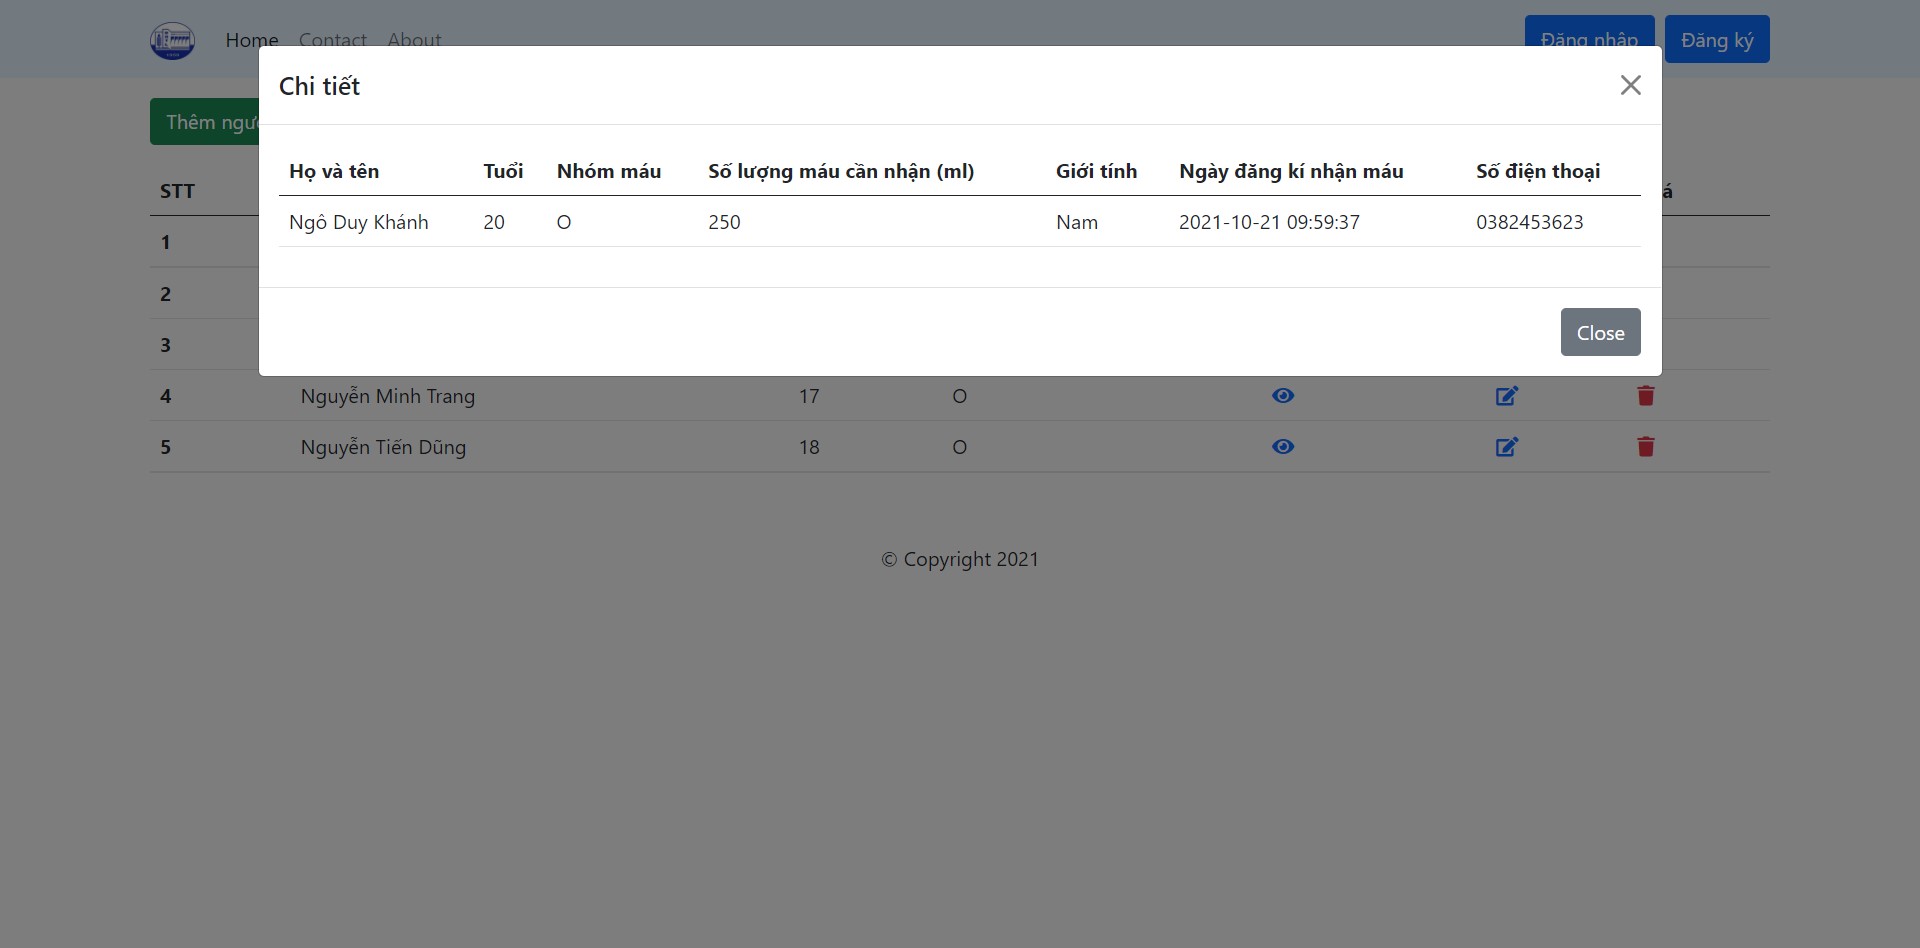 Home Contact About Đăng nhập Đăng ký
Chi tiết
Thêm
Họ và tên Tuổi Nhóm máu Số lượng máu cần nhận (ml) Giới tính Ngày đăng kí nhận máu Số điện thoại
STT
Ngô Duy Khánh 20 O 250 Nam 2021-10-21 09:59:37 0382453623
1
2
3
Close
4 Nguyễn Minh Trang 17 O
5 Nguyễn Tiến Dũng 18 O
© Copyright 2021